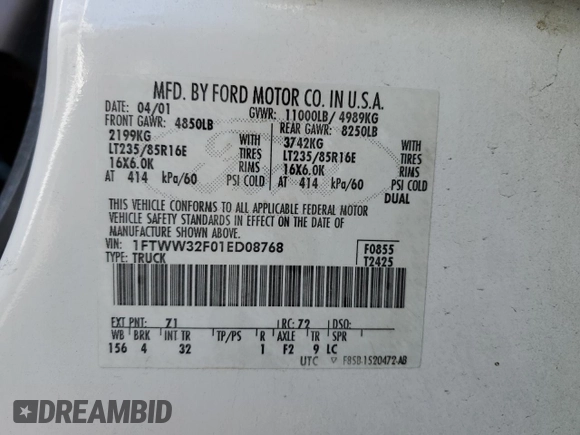 MFD. BY FORD MOTOR CO. IN U.S.A.
DATE: 04/01 GVWR: 11000LB/ 4989KG
FRONT GAWR: 4850LB REAR GAWR: 8250LB
2199KG WITH 3742KG WITH
LT235/85R16E TIRES LT235/85R16E TIRES
16X6.0K RIMS 16X6.0K RIMS
AT 414 kPa/60 PSI COLD AT 414 kPa/60 PSI COLD
DUAL
THIS VEHICLE CONFORMS TO ALL APPLICABLE FEDERAL MOTOR
VEHICLE SAFETY STANDARDS IN EFFECT ON THE DATE OF
MANUFACTURE SHOWN ABOVE.
VIN: 1FTWW32F01ED08768 F0855
TYPE: TRUCK T2425
EXT PNT: Z1 RC: 72 DSO:
WB BRK INT TR TP/PS R AXLE TR SPR
156 4 32 1 F2 9 LC
UTC F85B-1520472-AB
DREAMBID